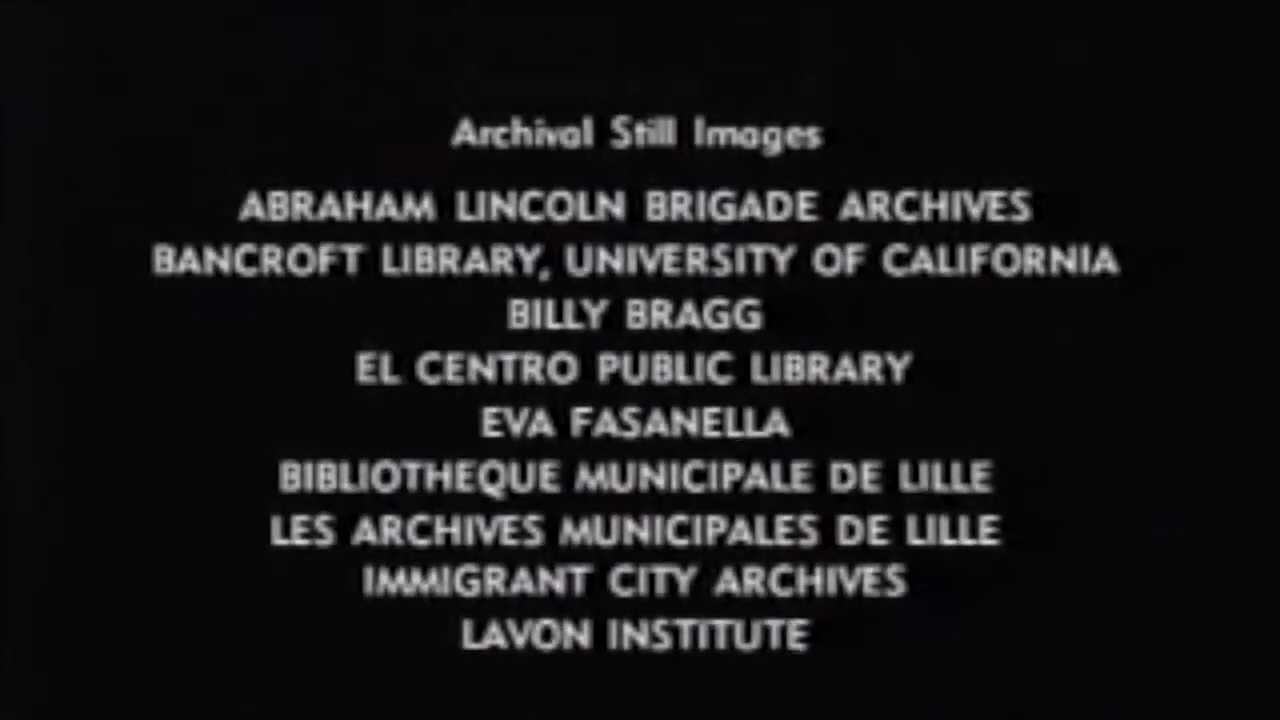 Archival Still Images
ABRAHAM LINCOLN BRIGADE ARCHIVES
BANCROFT LIBRARY, UNIVERSITY OF CALIFORNIA
BILLY BRAGG
EL CENTRO PUBLIC LIBRARY
EVA FASANELLA
BIBLIOTHEQUE MUNICIPALE DE LILLE
LES ARCHIVES MUNICIPALES DE LILLE
IMMIGRANT CITY ARCHIVES
LAVON INSTITUTE